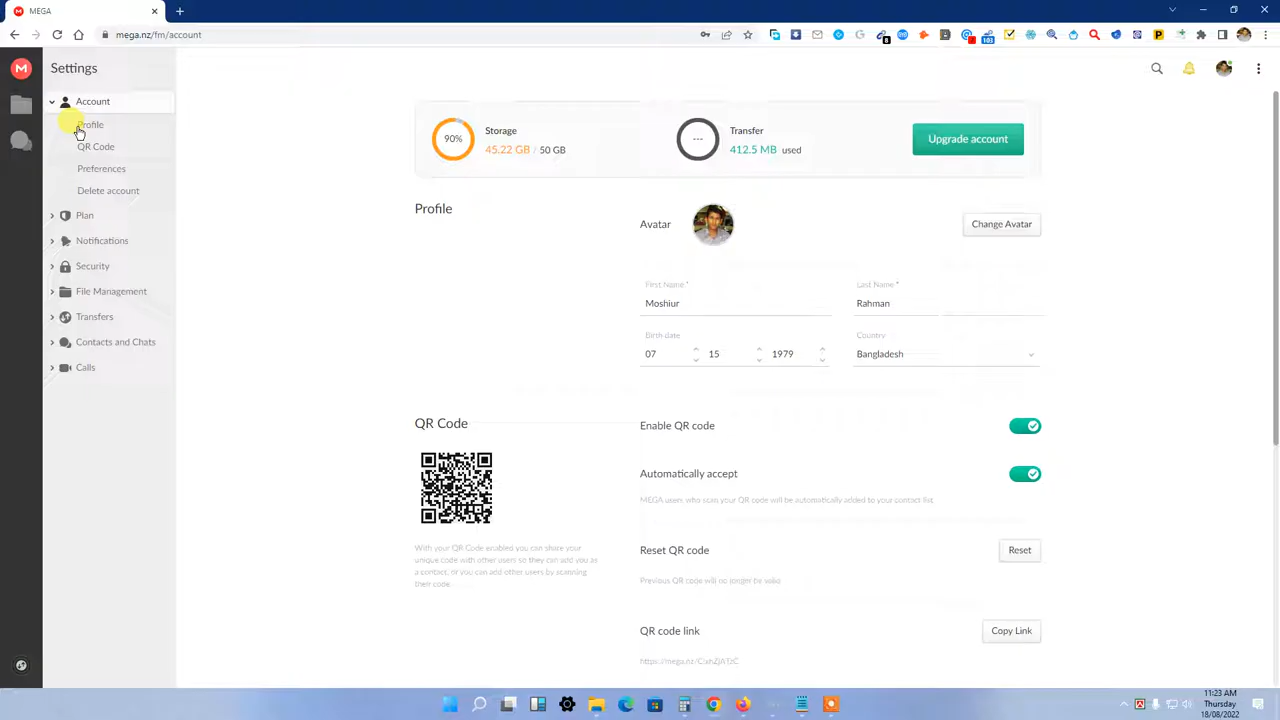 MEGA
mega.nz/fm/account
8
103
Settings
Account
Profile
QR Code
Preferences
Delete account
Plan
Notifications
Security
File Management
Transfers
Contacts and Chats
Calls
90%
Storage
45.22 GB / 50 GB
---
Transfer
412.5 MB used
Upgrade account
Profile
Avatar
Change Avatar
First Name *
Last Name *
Moshiur
Rahman
Birth date
Country
07 15 1979
Bangladesh
QR Code
With your QR Code enabled you can share your
unique code with other users so they can add you as
a contact, or you can add other users by scanning
their code.
Enable QR code
Automatically accept
MEGA users who scan your QR code will be automatically added to your contact list.
Reset QR code
Reset
Previous QR code will no longer be valid
QR code link
Copy Link
11:23 AM
Thursday
18/08/2022